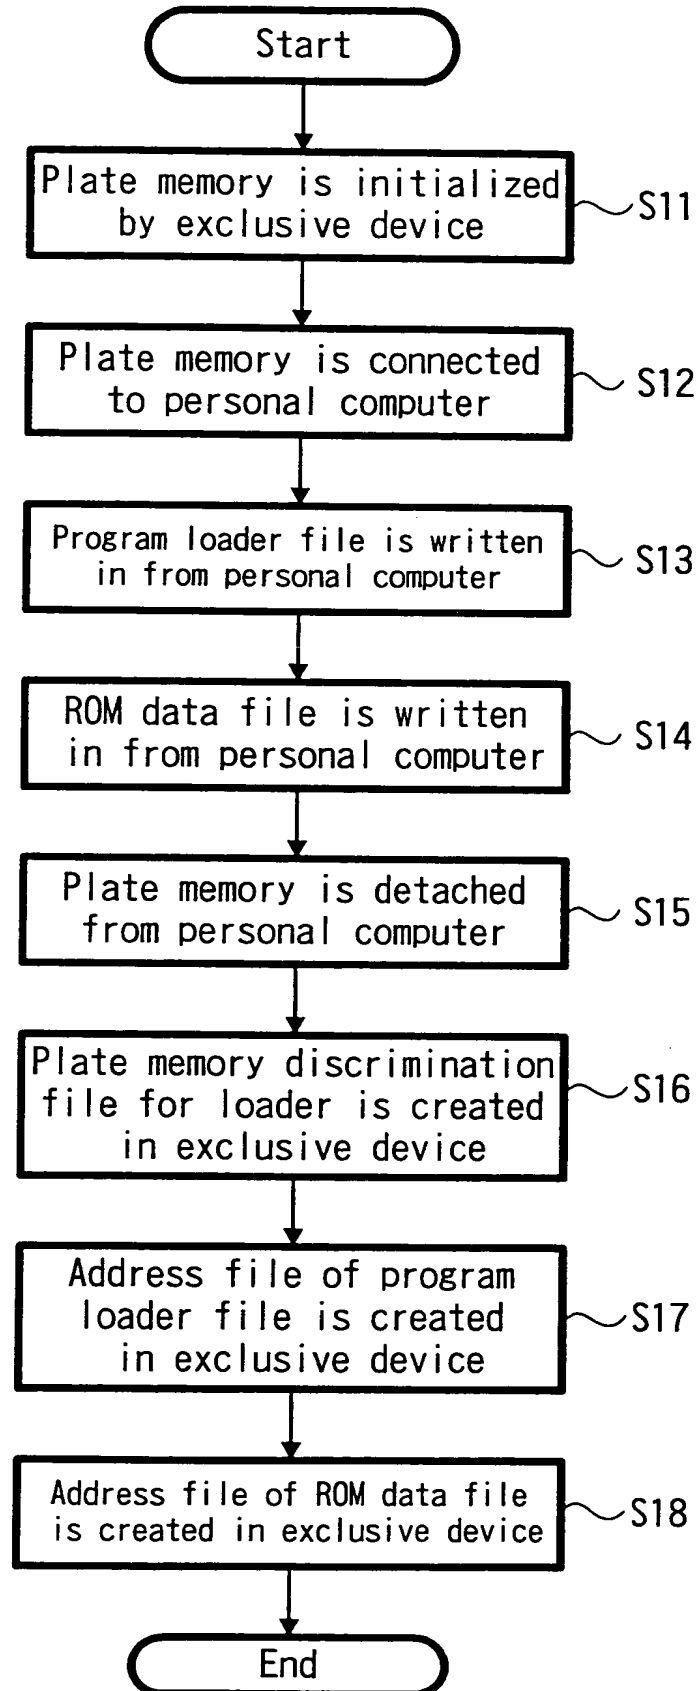 Start
Plate memory is initialized
by exclusive device
S11
Plate memory is connected
to personal computer
S12
Program loader file is written
in from personal computer
S13
ROM data file is written
in from personal computer
S14
Plate memory is detached
from personal computer
S15
Plate memory discrimination
file for loader is created
in exclusive device
S16
Address file of program
loader file is created
in exclusive device
S17
Address file of ROM data file
is created in exclusive device
S18
End